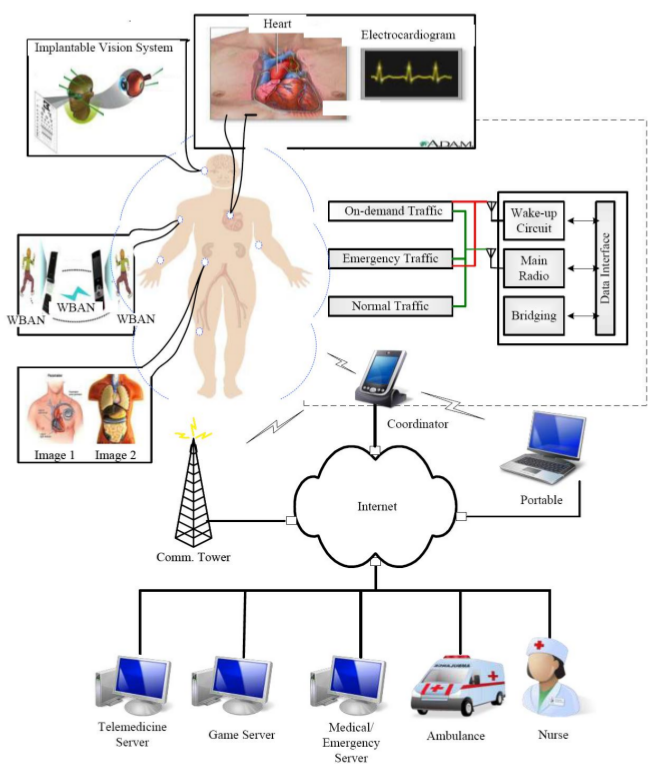 Heart
Implantable Vision System
Electrocardiogram
ADAM
On-demand Traffic
Emergency Traffic
Normal Traffic
Wake-up
Circuit
Main
Radio
Bridging
Data Interface
WBAN
WBAN
WBAN
Image 1
Image 2
Coordinator
Portable
Internet
Comm. Tower
AMBULANCE
Telemedicine
Server
Game Server
Medical/
Emergency
Server
Ambulance
Nurse